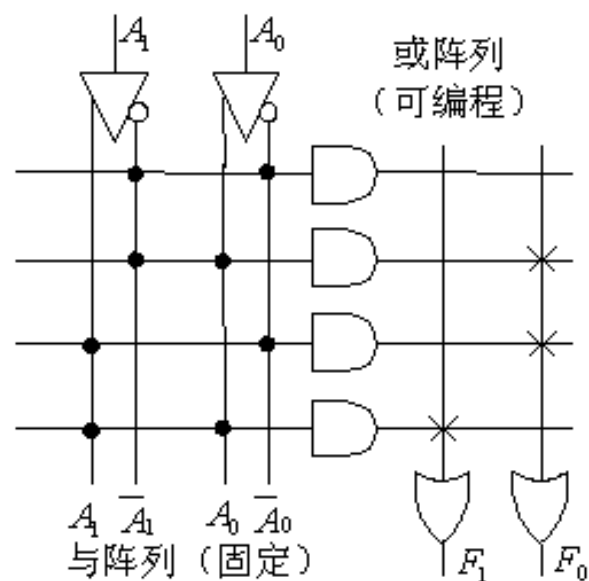 A₁ A₀
或阵列
（可编程）
A₁ A̅₁ A₀ A̅₀
与阵列（固定）
F₁ F₀